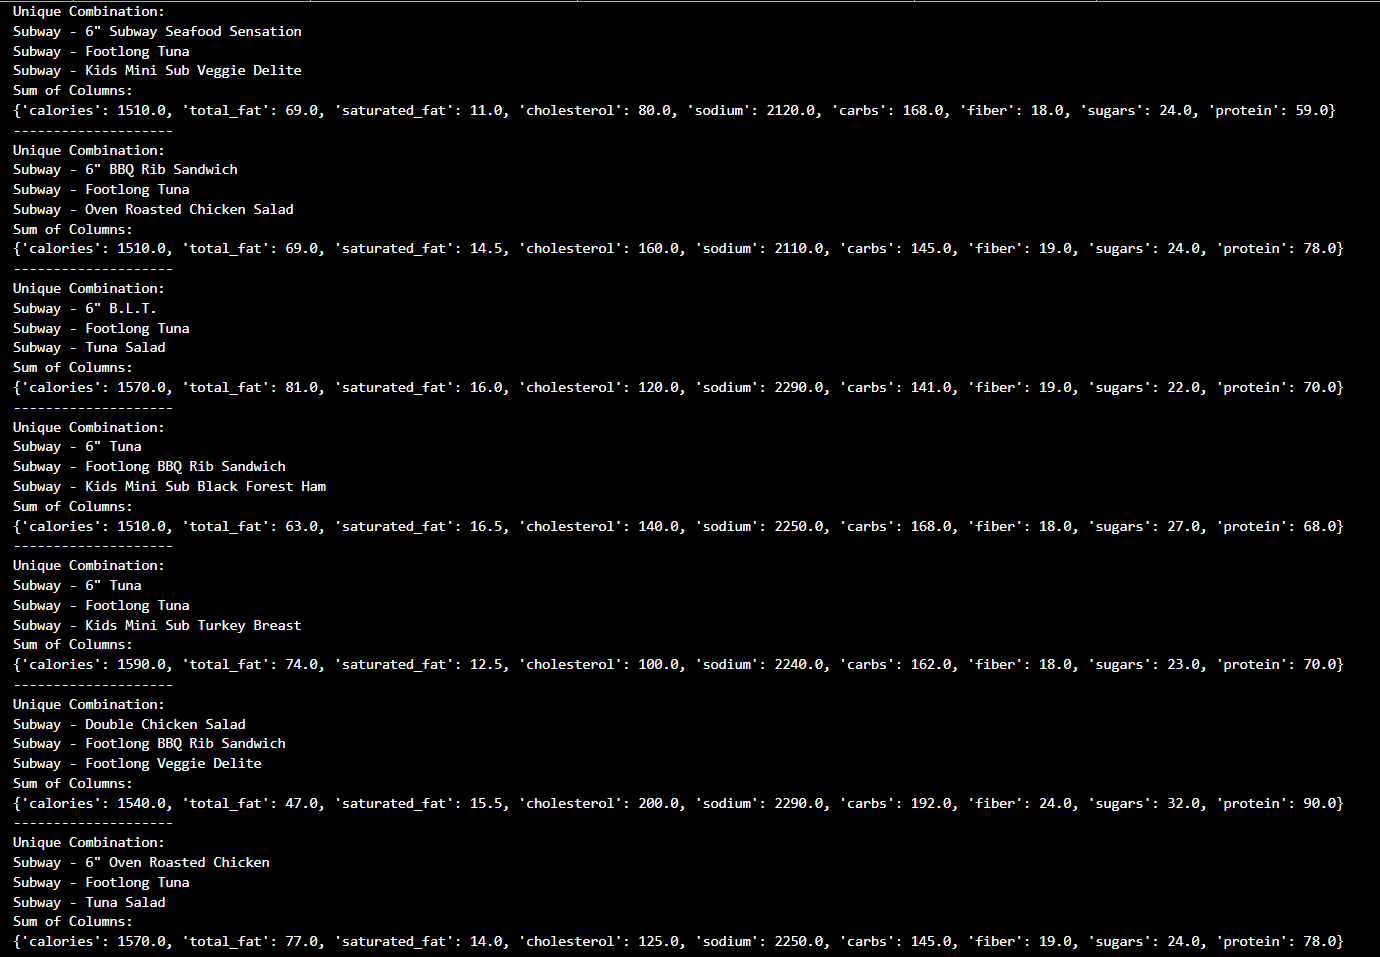 Unique Combination:
Subway - 6" Subway Seafood Sensation
Subway - Footlong Tuna
Subway - Kids Mini Sub Veggie Delite
Sum of Columns:
{'calories': 1510.0, 'total_fat': 69.0, 'saturated_fat': 11.0, 'cholesterol': 80.0, 'sodium': 2120.0, 'carbs': 168.0, 'fiber': 18.0, 'sugars': 24.0, 'protein': 59.0}
--------------------
Unique Combination:
Subway - 6" BBQ Rib Sandwich
Subway - Footlong Tuna
Subway - Oven Roasted Chicken Salad
Sum of Columns:
{'calories': 1510.0, 'total_fat': 69.0, 'saturated_fat': 14.5, 'cholesterol': 160.0, 'sodium': 2110.0, 'carbs': 145.0, 'fiber': 19.0, 'sugars': 24.0, 'protein': 78.0}
--------------------
Unique Combination:
Subway - 6" B.L.T.
Subway - Footlong Tuna
Subway - Tuna Salad
Sum of Columns:
{'calories': 1570.0, 'total_fat': 81.0, 'saturated_fat': 16.0, 'cholesterol': 120.0, 'sodium': 2290.0, 'carbs': 141.0, 'fiber': 19.0, 'sugars': 22.0, 'protein': 70.0}
--------------------
Unique Combination:
Subway - 6" Tuna
Subway - Footlong BBQ Rib Sandwich
Subway - Kids Mini Sub Black Forest Ham
Sum of Columns:
{'calories': 1510.0, 'total_fat': 63.0, 'saturated_fat': 16.5, 'cholesterol': 140.0, 'sodium': 2250.0, 'carbs': 168.0, 'fiber': 18.0, 'sugars': 27.0, 'protein': 68.0}
--------------------
Unique Combination:
Subway - 6" Tuna
Subway - Footlong Tuna
Subway - Kids Mini Sub Turkey Breast
Sum of Columns:
{'calories': 1590.0, 'total_fat': 74.0, 'saturated_fat': 12.5, 'cholesterol': 100.0, 'sodium': 2240.0, 'carbs': 162.0, 'fiber': 18.0, 'sugars': 23.0, 'protein': 70.0}
--------------------
Unique Combination:
Subway - Double Chicken Salad
Subway - Footlong BBQ Rib Sandwich
Subway - Footlong Veggie Delite
Sum of Columns:
{'calories': 1540.0, 'total_fat': 47.0, 'saturated_fat': 15.5, 'cholesterol': 200.0, 'sodium': 2290.0, 'carbs': 192.0, 'fiber': 24.0, 'sugars': 32.0, 'protein': 90.0}
--------------------
Unique Combination:
Subway - 6" Oven Roasted Chicken
Subway - Footlong Tuna
Subway - Tuna Salad
Sum of Columns:
{'calories': 1570.0, 'total_fat': 77.0, 'saturated_fat': 14.0, 'cholesterol': 125.0, 'sodium': 2250.0, 'carbs': 145.0, 'fiber': 19.0, 'sugars': 24.0, 'protein': 78.0}